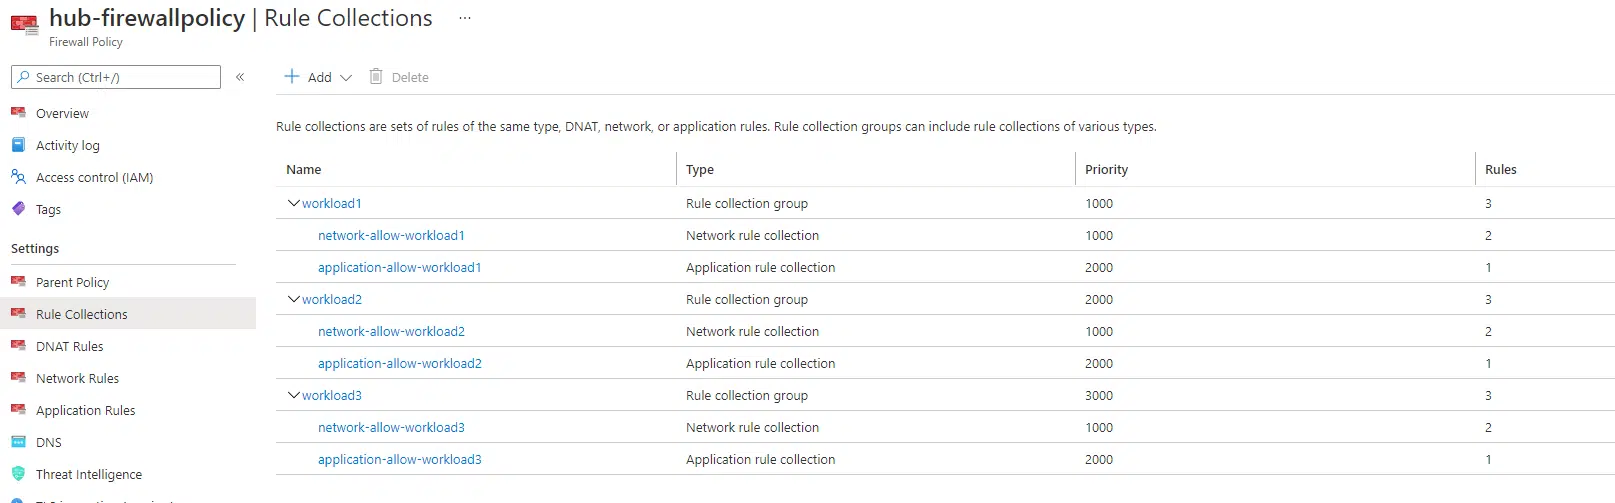 hub-firewallpolicy | Rule Collections ...
Firewall Policy
Search (Ctrl+/) «
Add Delete
Overview
Activity log
Access control (IAM)
Tags
Settings
Parent Policy
Rule Collections
DNAT Rules
Network Rules
Application Rules
DNS
Threat Intelligence
Rule collections are sets of rules of the same type, DNAT, network, or application rules. Rule collection groups can include rule collections of various types.
Name Type Priority Rules
workload1 Rule collection group 1000 3
network-allow-workload1 Network rule collection 1000 2
application-allow-workload1 Application rule collection 2000 1
workload2 Rule collection group 2000 3
network-allow-workload2 Network rule collection 1000 2
application-allow-workload2 Application rule collection 2000 1
workload3 Rule collection group 3000 3
network-allow-workload3 Network rule collection 1000 2
application-allow-workload3 Application rule collection 2000 1